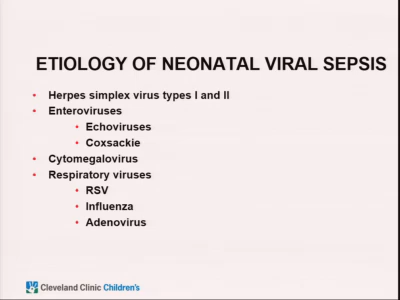 ETIOLOGY OF NEONATAL VIRAL SEPSIS
• Herpes simplex virus types I and II
• Enteroviruses
• Echoviruses
• Coxsackie
• Cytomegalovirus
• Respiratory viruses
• RSV
• Influenza
• Adenovirus
Cleveland Clinic Children's